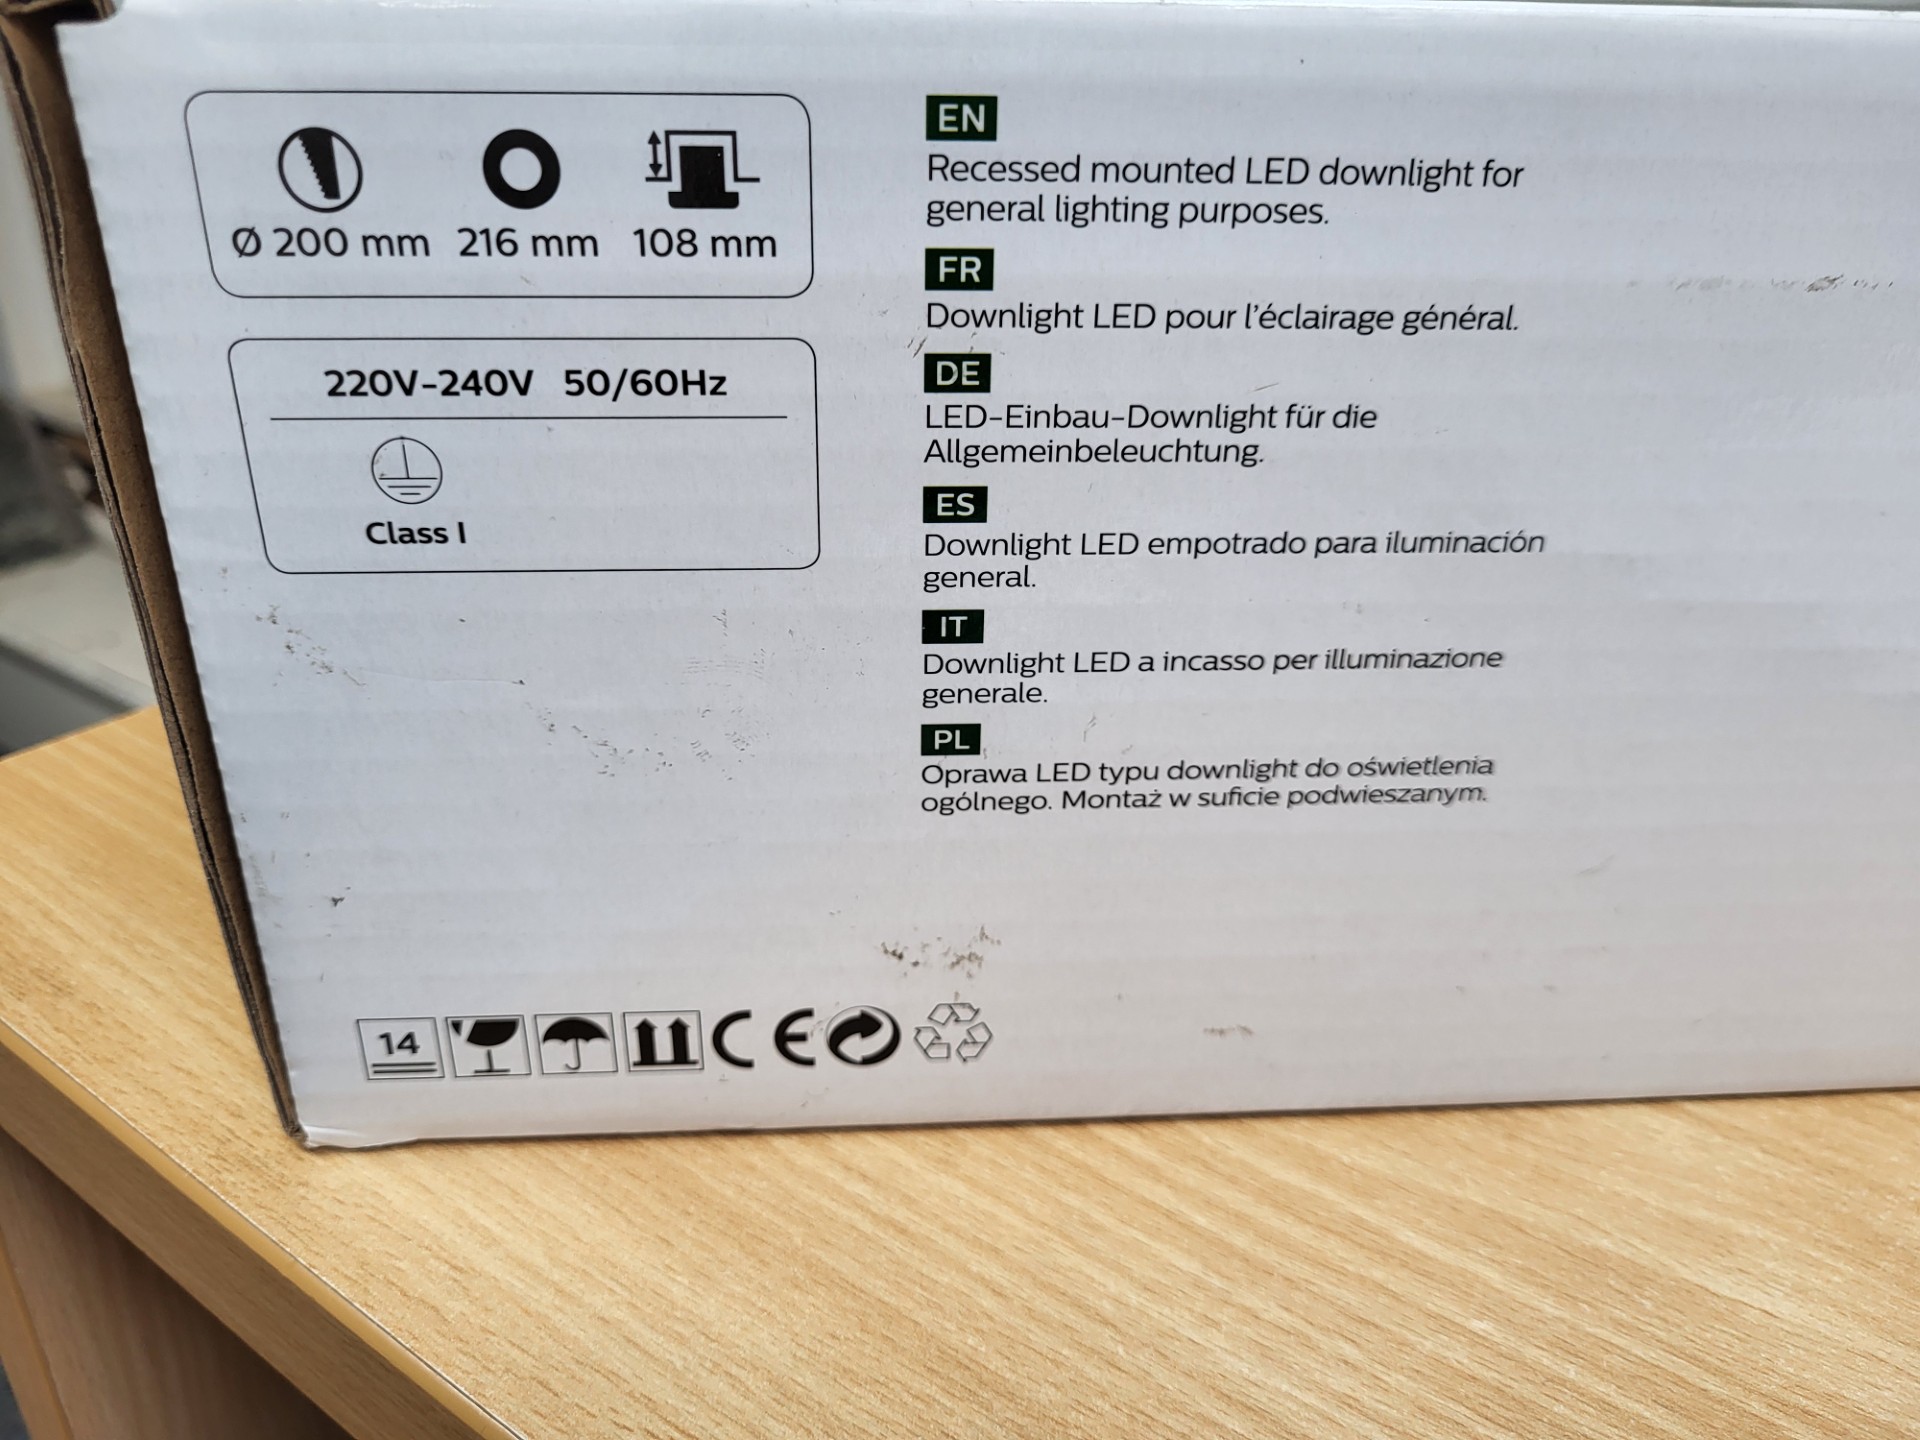 Ø 200 mm 216 mm 108 mm
220V-240V 50/60Hz
Class I
EN
Recessed mounted LED downlight for
general lighting purposes.
FR
Downlight LED pour l'éclairage général.
DE
LED-Einbau-Downlight für die
Allgemeinbeleuchtung.
ES
Downlight LED empotrado para iluminación
general.
IT
Downlight LED a incasso per illuminazione
generale.
PL
Oprawa LED typu downlight do oświetlenia
ogólnego. Montaż w suficie podwieszanym.
14 CE